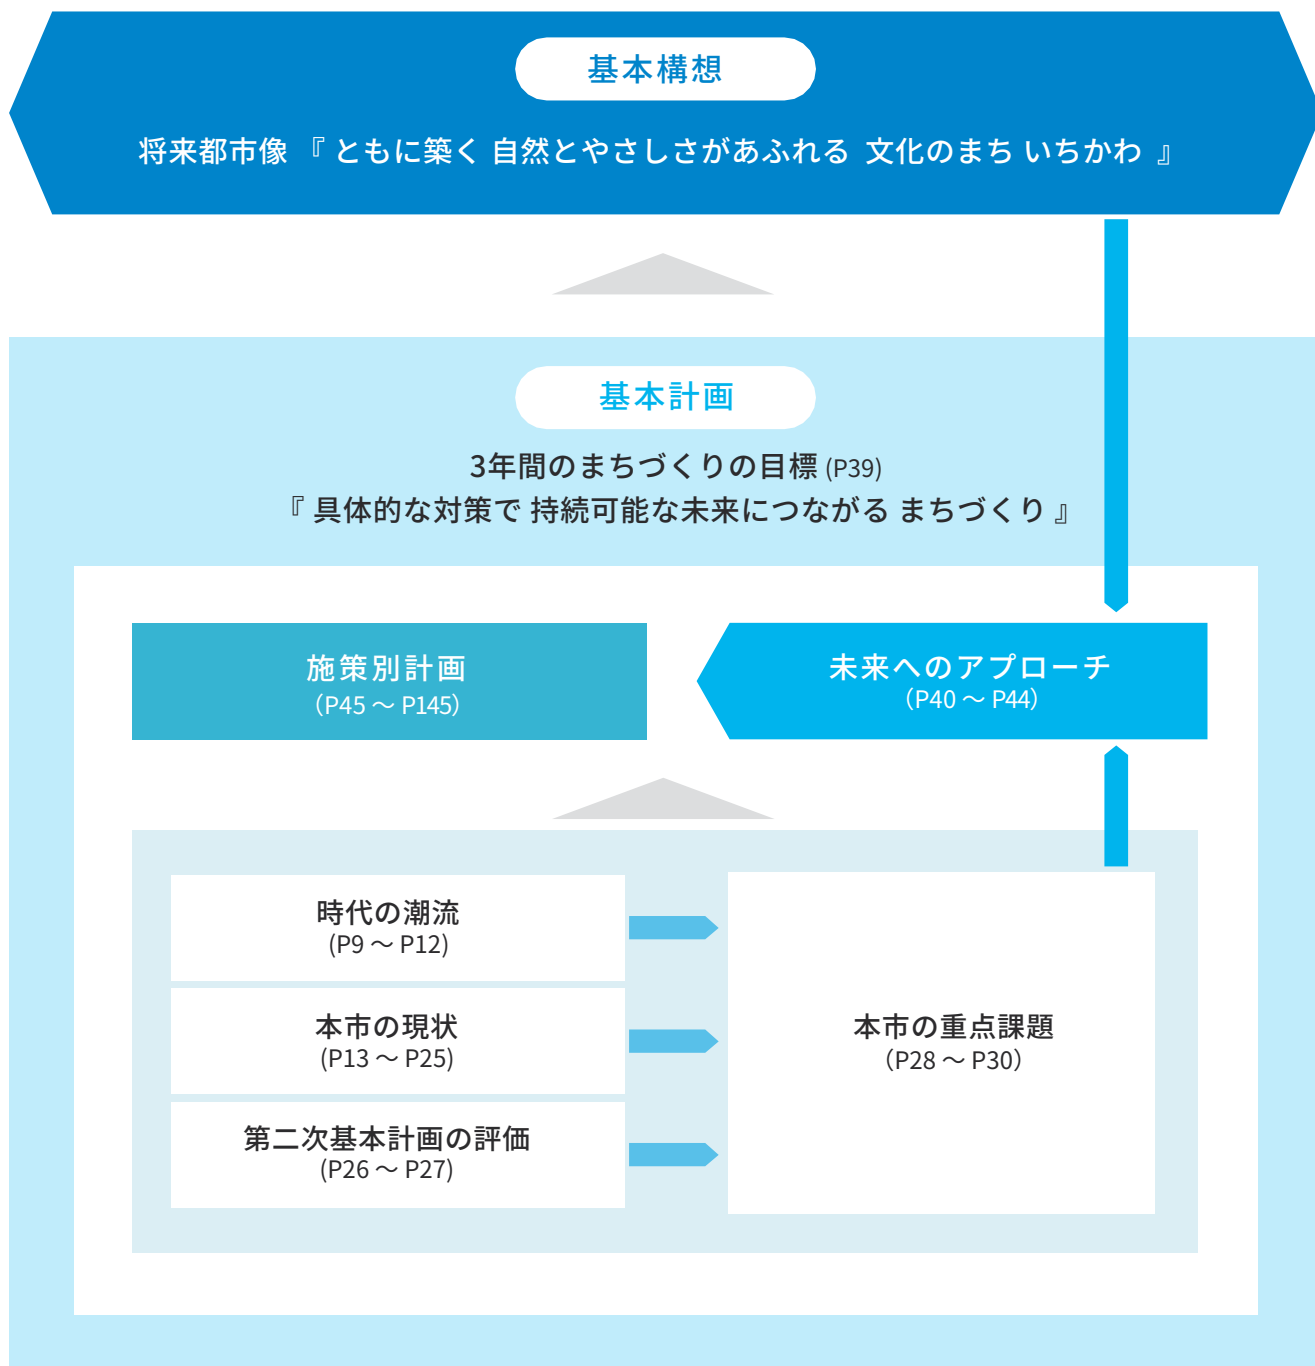 基本構想
将来都市像 『 ともに築く 自然とやさしさがあふれる 文化のまち いちかわ 』
基本計画
3年間のまちづくりの目標 (P39)
『 具体的な対策で 持続可能な未来につながる まちづくり 』
施策別計画
（P45 ～ P145）
未来へのアプローチ
（P40 ～ P44）
時代の潮流
(P9 ～ P12)
本市の現状
(P13 ～ P25)
第二次基本計画の評価
(P26 ～ P27)
本市の重点課題
（P28 ～ P30）